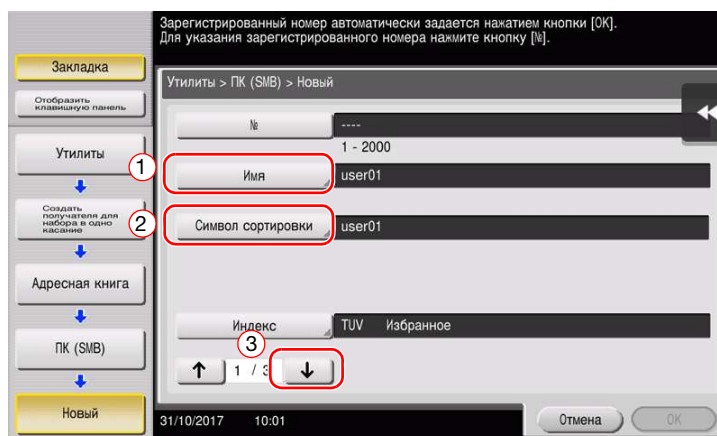 Зарегистрированный номер автоматически задается нажатием кнопки [OK].
Для указания зарегистрированного номера нажмите кнопку [№].
Закладка
Отобразить
клавишную панель
Утилиты
Создать
получателя для
набора в одно
касание
Адресная книга
ПК (SMB)
Новый
Утилиты > ПК (SMB) > Новый
№
----
1 - 2000
1
Имя
user01
2
Символ сортировки
user01
Индекс
TUV Избранное
3
↑ 1 / 3 ↓
31/10/2017 10:01
Отмена
OK